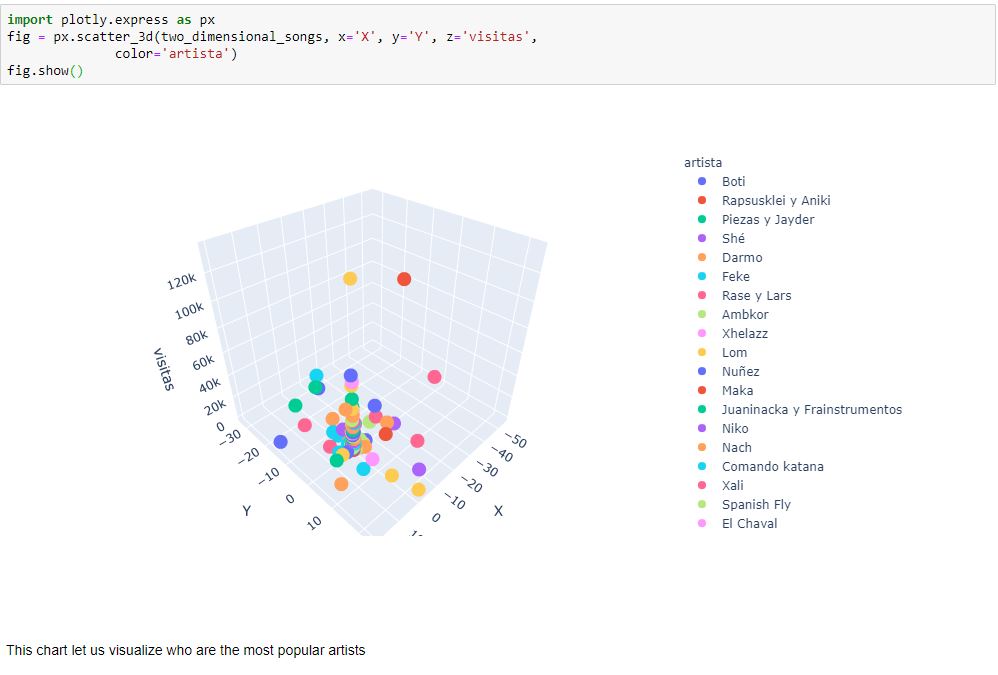 import plotly.express as px
fig = px.scatter_3d(two_dimensional_songs, x='X', y='Y', z='visitas',
color='artista')
fig.show()
artista
Boti
Rapsusklei y Aniki
Piezas y Jayder
Shé
Darmo
Feke
Rase y Lars
Ambkor
Xhelazz
Lom
Nuñez
Maka
Juaninacka y Frainstrumentos
Niko
Nach
Comando katana
Xali
Spanish Fly
El Chaval
120k
100k
80k
60k
40k
20k
0
visitas
−30
−20
−10
0
10
Y
−50
−40
−30
−20
−10
0
X
This chart let us visualize who are the most popular artists